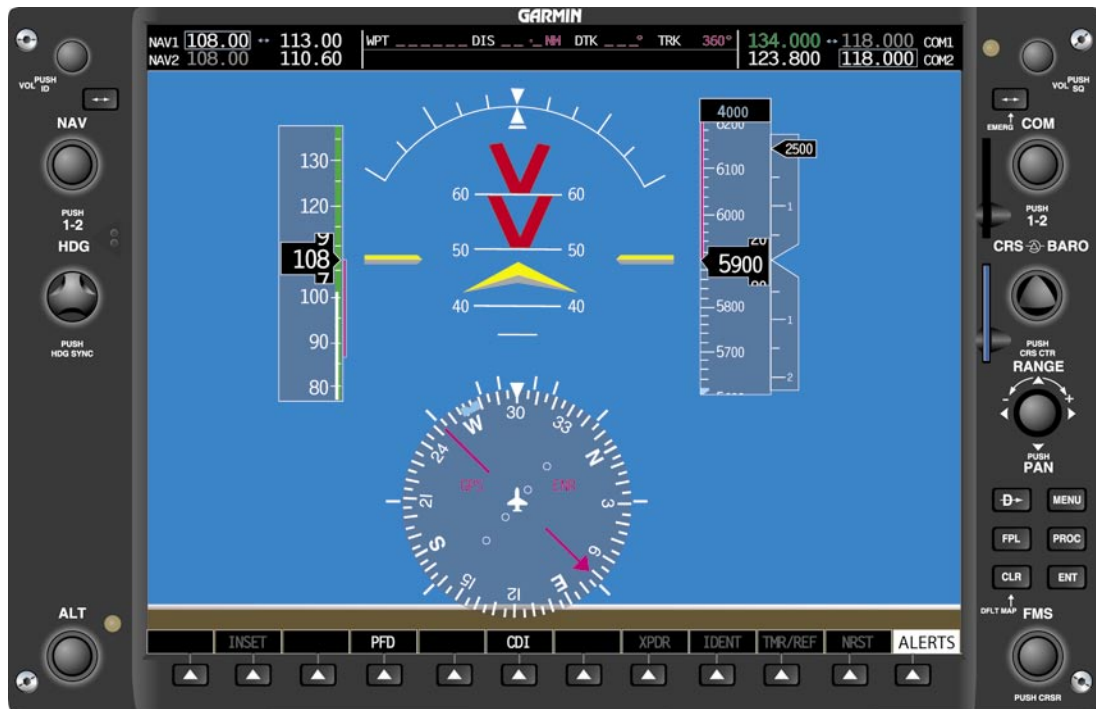 GARMIN
NAV1 108.00 ↔ 113.00 WPT _ _ _ _ _ _ DIS _ _ . _ NM DTK _ _ _° TRK 360° 134.000 ↔ 118.000 COM1
NAV2 108.00 110.60 123.800 118.000 COM2
VOL PUSH ID
VOL PUSH SQ
NAV
EMERG COM
PUSH 1-2
PUSH 1-2
HDG
CRS BARO
PUSH HDG SYNC
PUSH CRS CTR
RANGE
- +
PUSH PAN
D MENU
FPL PROC
CLR ENT
DFLT MAP FMS
PUSH CRSR
ALT
4000
6200
130
6100
2500
120
6000
1
9
20
108
5900
7
100
5800
1
90
5700
2
80
60 60
50 50
40 40
30
33
N
3
6
E
12
15
S
21
24
W
GPS ENR
INSET PFD CDI XPDR IDENT TMR/REF NRST ALERTS